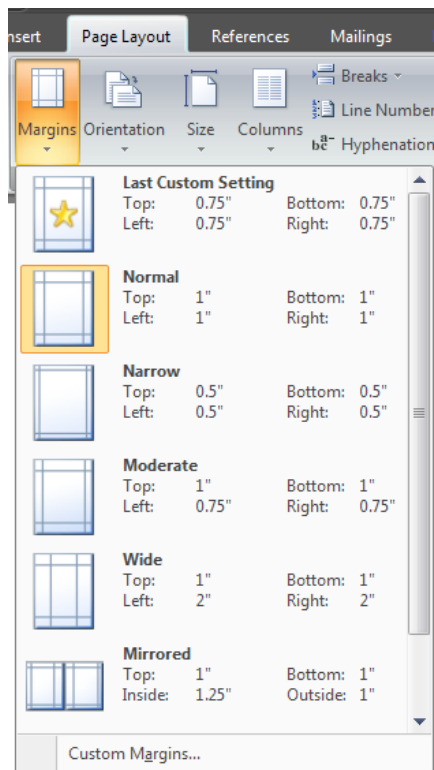 nsert Page Layout References Mailings
Margins Orientation Size Columns
Breaks
Line Number
Hyphenation
Last Custom Setting
Top: 0.75" Bottom: 0.75"
Left: 0.75" Right: 0.75"
Normal
Top: 1" Bottom: 1"
Left: 1" Right: 1"
Narrow
Top: 0.5" Bottom: 0.5"
Left: 0.5" Right: 0.5"
Moderate
Top: 1" Bottom: 1"
Left: 0.75" Right: 0.75"
Wide
Top: 1" Bottom: 1"
Left: 2" Right: 2"
Mirrored
Top: 1" Bottom: 1"
Inside: 1.25" Outside: 1"
Custom Margins...